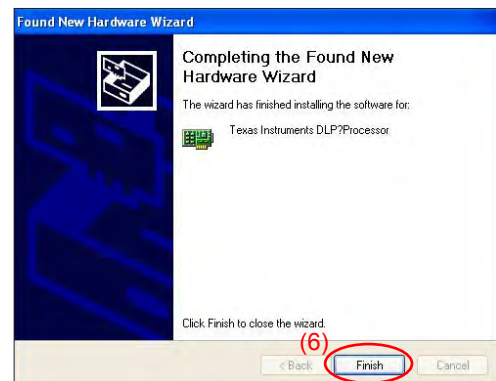 Found New Hardware Wizard
Completing the Found New
Hardware Wizard
The wizard has finished installing the software for:
Texas Instruments DLP?Processor
Click Finish to close the wizard.
(6)
< Back Finish Cancel